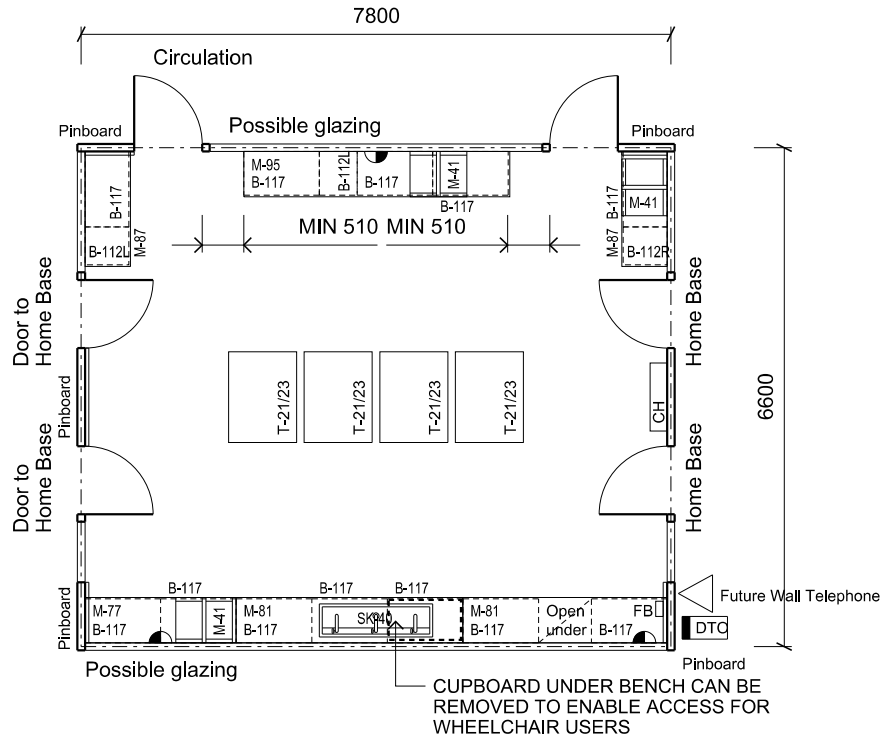 7800
Circulation
Pinboard
Possible glazing
Pinboard
M-95
B-117
B-112L
B-117
M-41
B-117
B-117
B-112L
M-87
B-117
M-41
M-87
B-112R
MIN 510
MIN 510
Door to
Home Base
Home Base
Pinboard
T-21/23
T-21/23
T-21/23
T-21/23
CH
6600
Door to
Home Base
Home Base
Pinboard
B-117
B-117
B-117
M-77
B-117
M-41
M-81
B-117
M-81
B-117
Open
under
FB
B-117
Future Wall Telephone
DTO
Pinboard
Possible glazing
CUPBOARD UNDER BENCH CAN BE
REMOVED TO ENABLE ACCESS FOR
WHEELCHAIR USERS